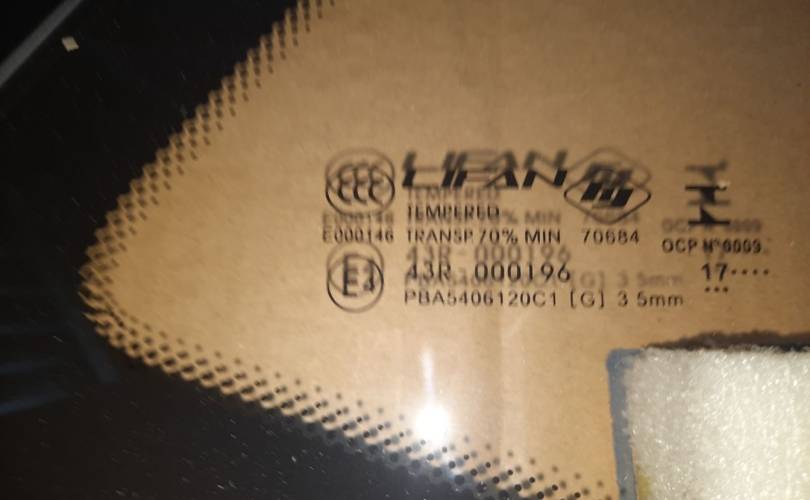 CCC LIFAN
TEMPERED
E000146 TRANSP. 70% MIN 70684 OCP Nº0009.
E4 43R 000196 17····
···
PBA5406120C1 [G] 3 5mm